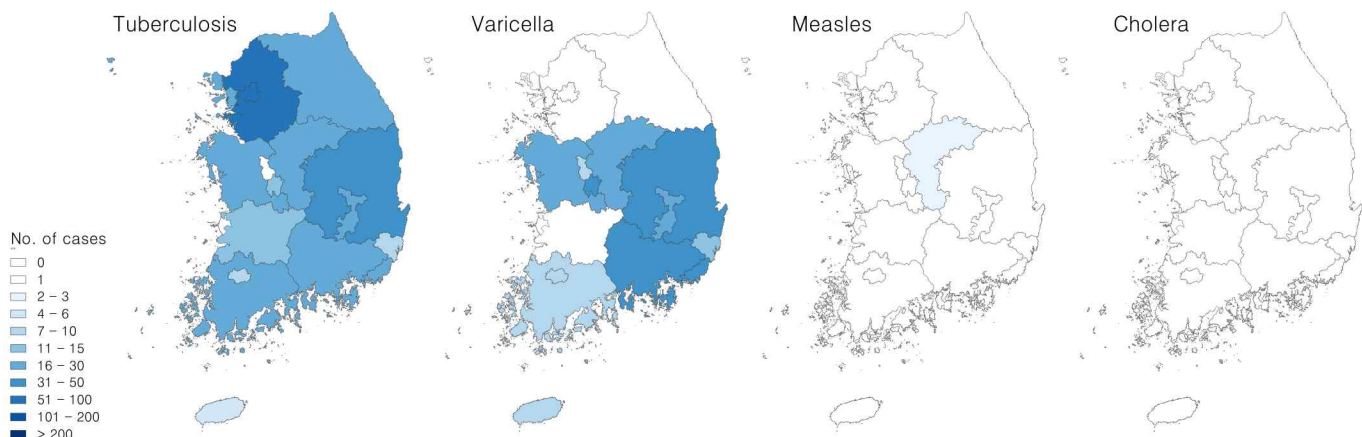 Tuberculosis
Varicella
Measles
Cholera
No. of cases
0
1
2 – 3
4 – 6
7 – 10
11 – 15
16 – 30
31 – 50
51 – 100
101 – 200
> 200